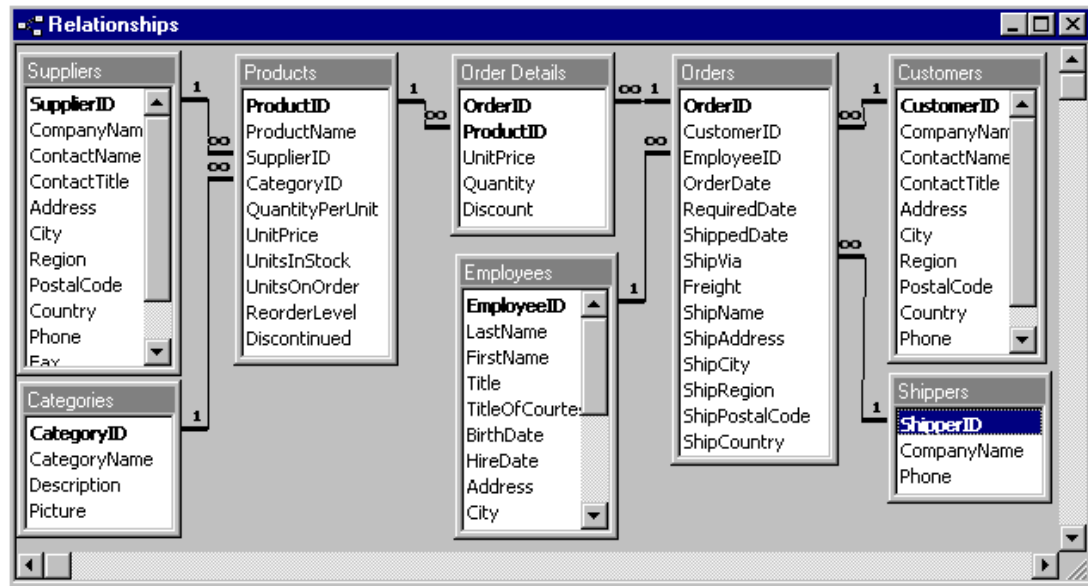 Relationships
Suppliers
SupplierID
CompanyNam
ContactName
ContactTitle
Address
City
Region
PostalCode
Country
Phone
Fax
Categories
CategoryID
CategoryName
Description
Picture
Products
ProductID
ProductName
SupplierID
CategoryID
QuantityPerUnit
UnitPrice
UnitsInStock
UnitsOnOrder
ReorderLevel
Discontinued
Order Details
OrderID
ProductID
UnitPrice
Quantity
Discount
Employees
EmployeeID
LastName
FirstName
Title
TitleOfCourtes
BirthDate
HireDate
Address
City
Orders
OrderID
CustomerID
EmployeeID
OrderDate
RequiredDate
ShippedDate
ShipVia
Freight
ShipName
ShipAddress
ShipCity
ShipRegion
ShipPostalCode
ShipCountry
Customers
CustomerID
CompanyNam
ContactName
ContactTitle
Address
City
Region
PostalCode
Country
Phone
Shippers
ShipperID
CompanyName
Phone
1
∞
∞
1
1
∞
∞ 1
∞
1
1
∞
∞
1